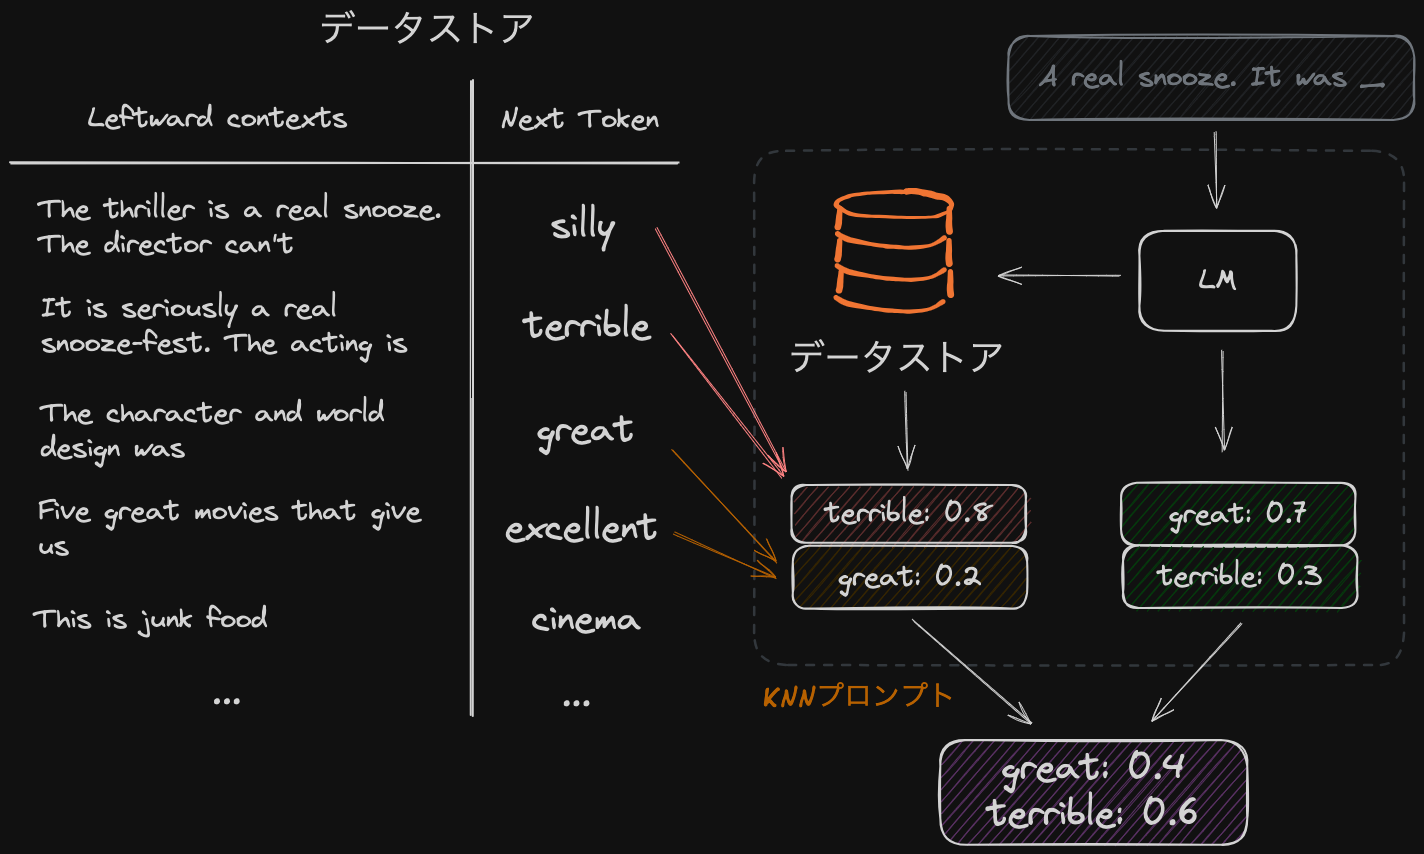 データストア
Leftward contexts
Next Token
The thriller is a real snooze.
The director can't
silly
It is seriously a real
snooze-fest. The acting is
terrible
The character and world
design was
great
Five great movies that give
us
excellent
This is junk food
cinema
...
...
A real snooze. It was __
LM
データストア
terrible: 0.8
great: 0.2
great: 0.7
terrible: 0.3
KNNプロンプト
great: 0.4
terrible: 0.6